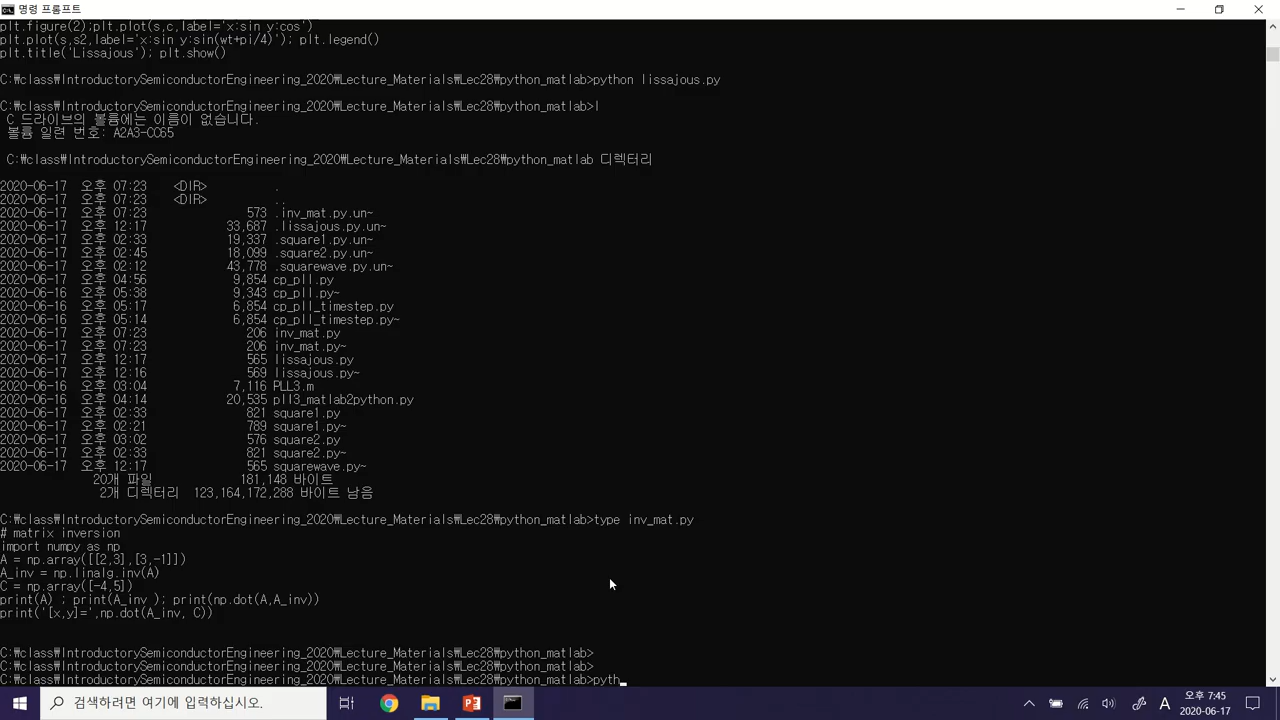 명령 프롬프트
plt.figure(2);plt.plot(s,c,label='x:sin y:cos')
plt.plot(s,s2,label='x:sin y:sin(wt+pi/4)'); plt.legend()
plt.title('Lissajous'); plt.show()
C:₩class₩IntroductorySemiconductorEngineering_2020₩Lecture_Materials₩Lec28₩python_matlab>python lissajous.py
C:₩class₩IntroductorySemiconductorEngineering_2020₩Lecture_Materials₩Lec28₩python_matlab>l
C 드라이브의 볼륨에는 이름이 없습니다.
볼륨 일련 번호: A2A3-CC65
C:₩class₩IntroductorySemiconductorEngineering_2020₩Lecture_Materials₩Lec28₩python_matlab 디렉터리
2020-06-17 오후 07:23 <DIR> .
2020-06-17 오후 07:23 <DIR> ..
2020-06-17 오후 07:23 573 .inv_mat.py.un~
2020-06-17 오후 12:17 33,687 .lissajous.py.un~
2020-06-17 오후 02:33 19,337 .square1.py.un~
2020-06-17 오후 02:45 18,099 .square2.py.un~
2020-06-17 오후 02:12 43,778 .squarewave.py.un~
2020-06-17 오후 04:56 9,854 cp_pll.py
2020-06-16 오후 05:38 9,343 cp_pll.py~
2020-06-16 오후 05:17 6,854 cp_pll_timestep.py
2020-06-16 오후 05:14 6,854 cp_pll_timestep.py~
2020-06-17 오후 07:23 206 inv_mat.py
2020-06-17 오후 07:23 206 inv_mat.py~
2020-06-17 오후 12:17 565 lissajous.py
2020-06-17 오후 12:16 569 lissajous.py~
2020-06-16 오후 03:04 7,116 PLL3.m
2020-06-16 오후 04:14 20,535 pll3_matlab2python.py
2020-06-17 오후 02:33 821 square1.py
2020-06-17 오후 02:21 789 square1.py~
2020-06-17 오후 03:02 576 square2.py
2020-06-17 오후 02:33 821 square2.py~
2020-06-17 오후 12:17 565 squarewave.py~
20개 파일 181,148 바이트
2개 디렉터리 123,164,172,288 바이트 남음
C:₩class₩IntroductorySemiconductorEngineering_2020₩Lecture_Materials₩Lec28₩python_matlab>type inv_mat.py
# matrix inversion
import numpy as np
A = np.array([[2,3],[3,-1]])
A_inv = np.linalg.inv(A)
C = np.array([-4,5])
print(A) ; print(A_inv ); print(np.dot(A,A_inv))
print('[x,y]=',np.dot(A_inv, C))
C:₩class₩IntroductorySemiconductorEngineering_2020₩Lecture_Materials₩Lec28₩python_matlab>
C:₩class₩IntroductorySemiconductorEngineering_2020₩Lecture_Materials₩Lec28₩python_matlab>
C:₩class₩IntroductorySemiconductorEngineering_2020₩Lecture_Materials₩Lec28₩python_matlab>pyth_
검색하려면 여기에 입력하십시오.
A
오후 7:45
2020-06-17